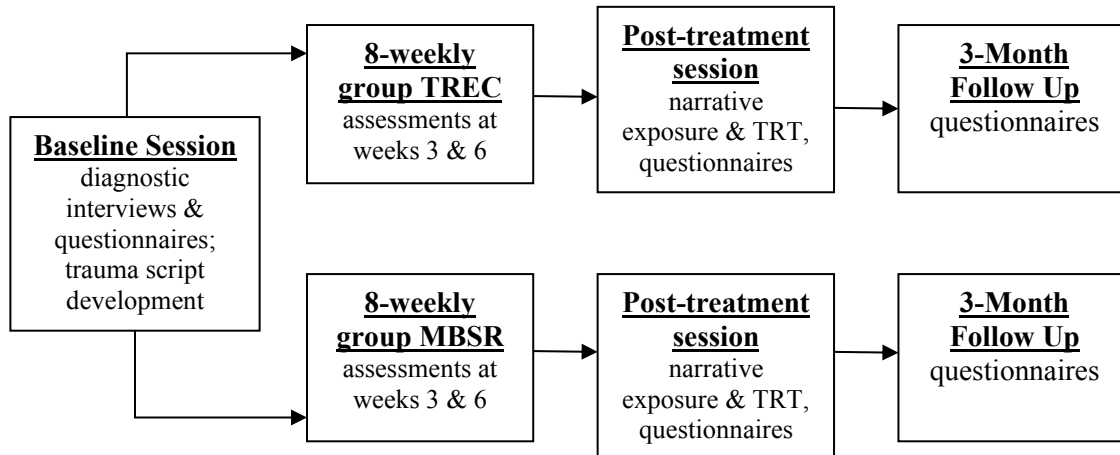 Baseline Session
diagnostic
interviews &
questionnaires;
trauma script
development
8-weekly
group TREC
assessments at
weeks 3 & 6
Post-treatment
session
narrative
exposure & TRT,
questionnaires
3-Month
Follow Up
questionnaires
8-weekly
group MBSR
assessments at
weeks 3 & 6
Post-treatment
session
narrative
exposure & TRT,
questionnaires
3-Month
Follow Up
questionnaires